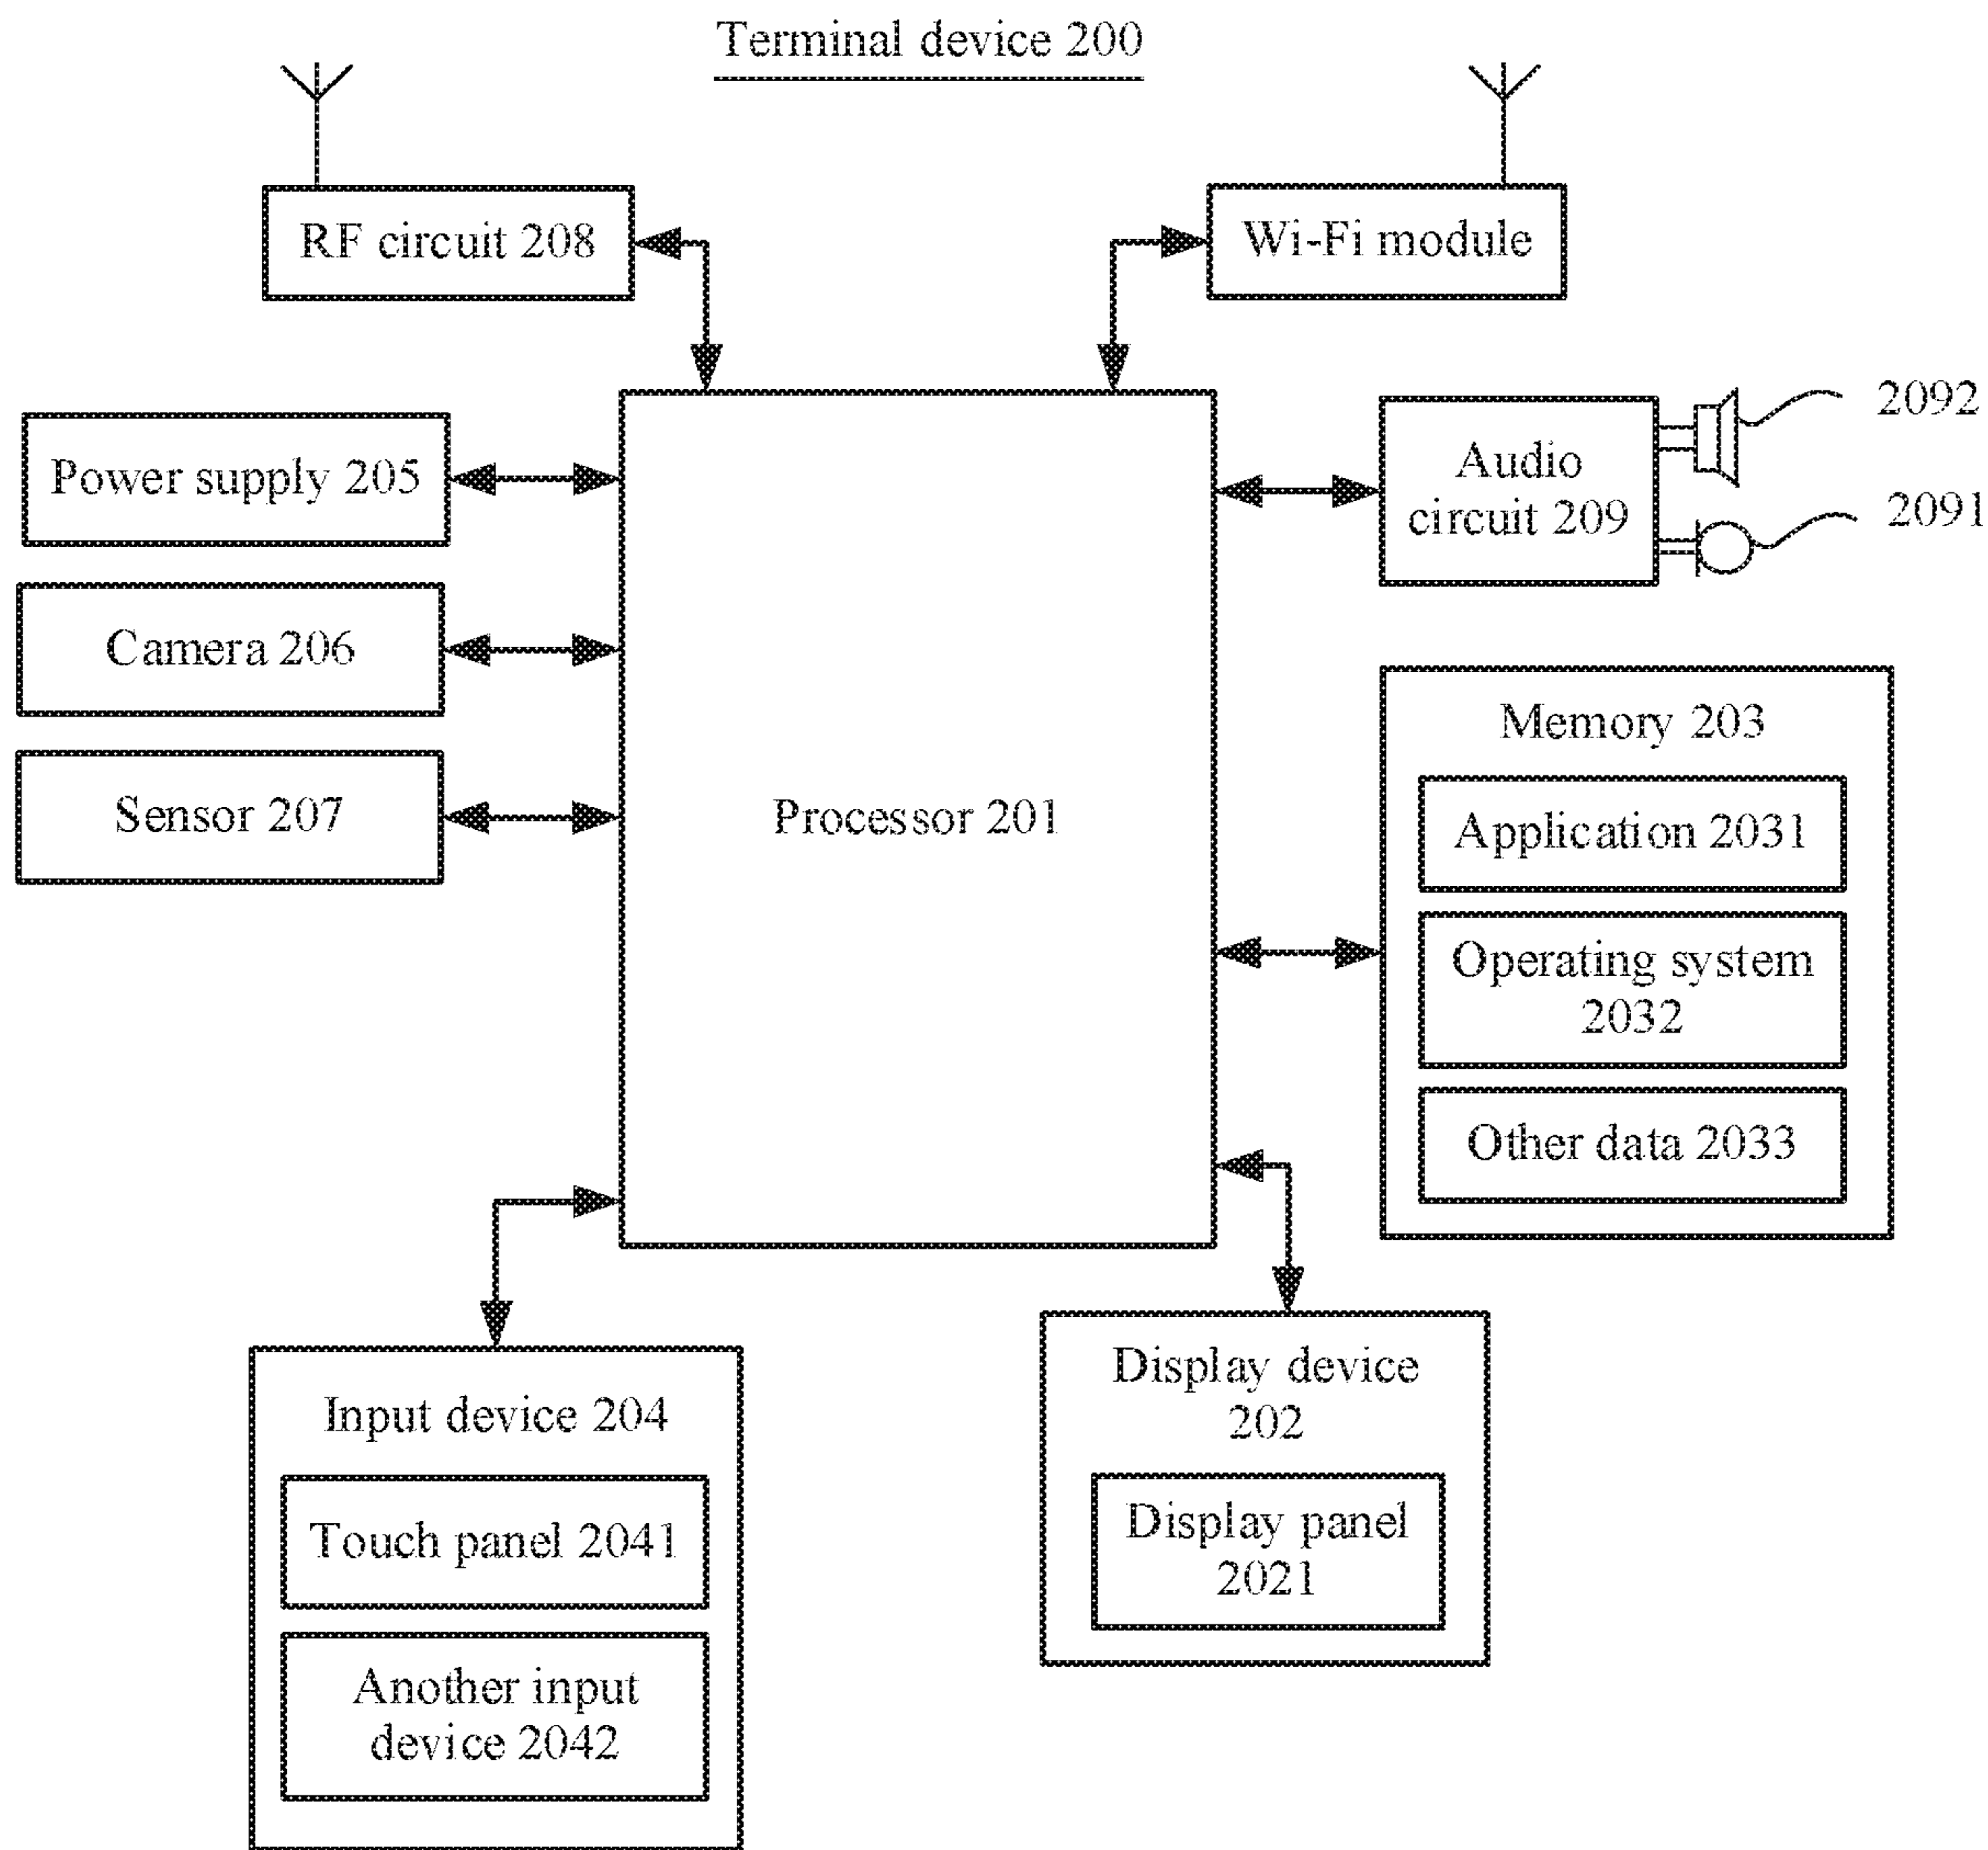 Terminal device 200
RF circuit 208
Wi-Fi module
Power supply 205
Camera 206
Sensor 207
Processor 201
Audio
circuit 209
2092
2091
Memory 203
Application 2031
Operating system
2032
Other data 2033
Input device 204
Touch panel 2041
Another input
device 2042
Display device
202
Display panel
2021